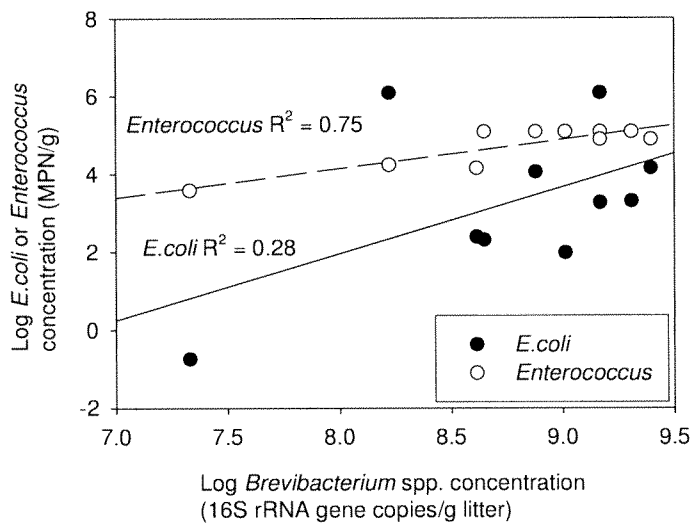 Log E.coli or Enterococcus
concentration (MPN/g)
8
6
4
2
0
-2
Enterococcus R² = 0.75
E.coli R² = 0.28
E.coli
Enterococcus
7.0 7.5 8.0 8.5 9.0 9.5
Log Brevibacterium spp. concentration
(16S rRNA gene copies/g litter)